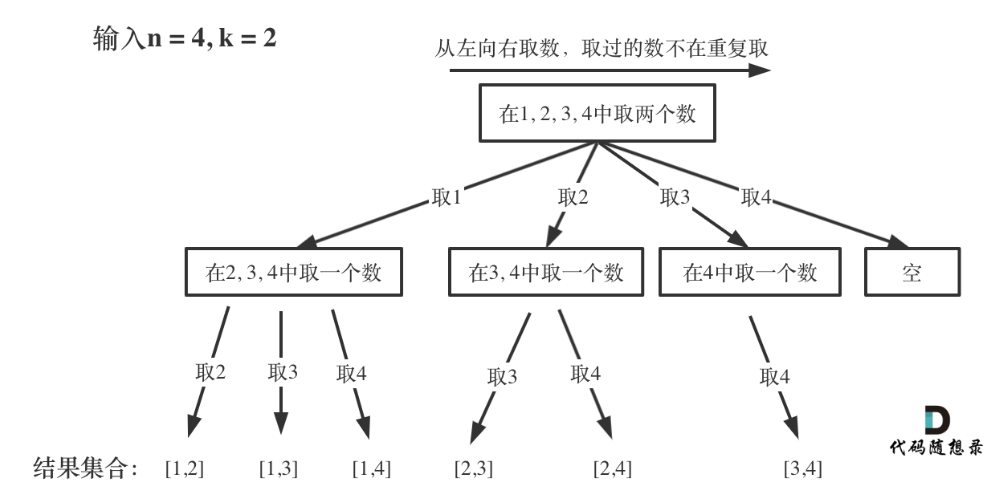 输入n = 4, k = 2
从左向右取数，取过的数不在重复取
在1, 2, 3, 4中取两个数
取1
取2
取3
取4
在2, 3, 4中取一个数
在3, 4中取一个数
在4中取一个数
空
取2
取3
取4
取3
取4
取4
结果集合：
[1,2]
[1,3]
[1,4]
[2,3]
[2,4]
[3,4]
代码随想录